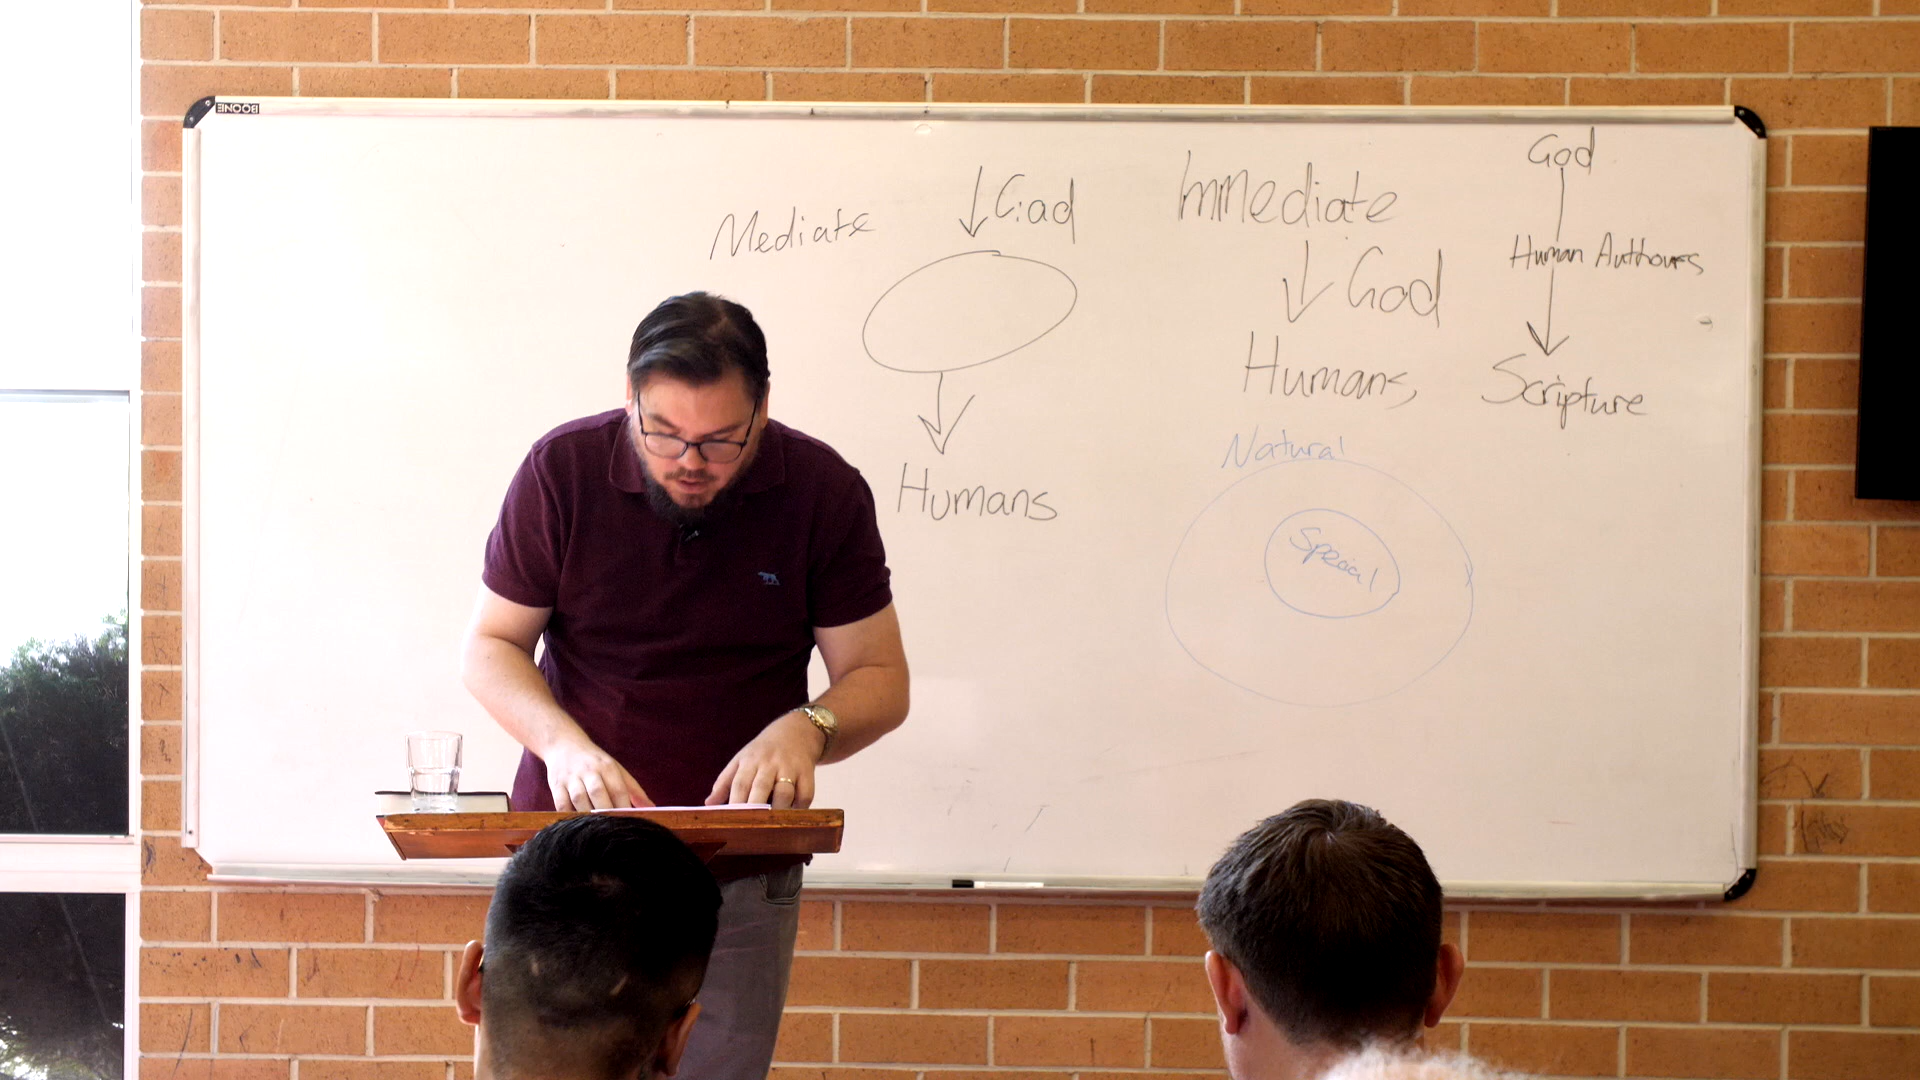 BOONE
Mediate
God
Humans
Immediate
God
Humans,
God
Human Authours
Scripture
Natural
Special